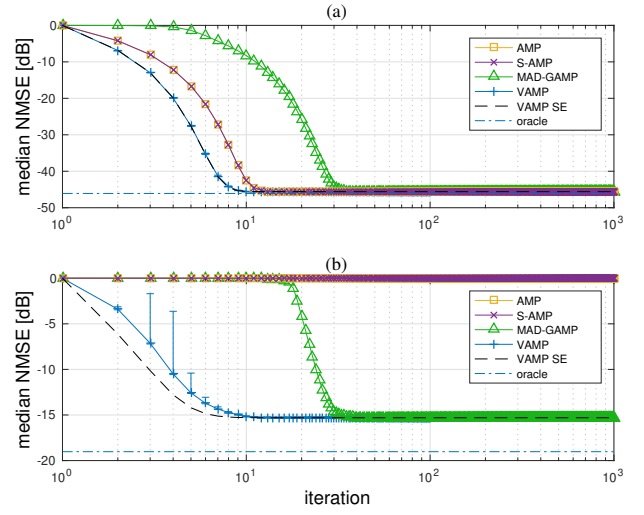 (a)
median NMSE [dB]
0
-10
-20
-30
-40
-50
10^0
10^1
10^2
10^3
AMP
S-AMP
MAD-GAMP
VAMP
VAMP SE
oracle
(b)
median NMSE [dB]
0
-5
-10
-15
-20
10^0
10^1
10^2
10^3
AMP
S-AMP
MAD-GAMP
VAMP
VAMP SE
oracle
iteration